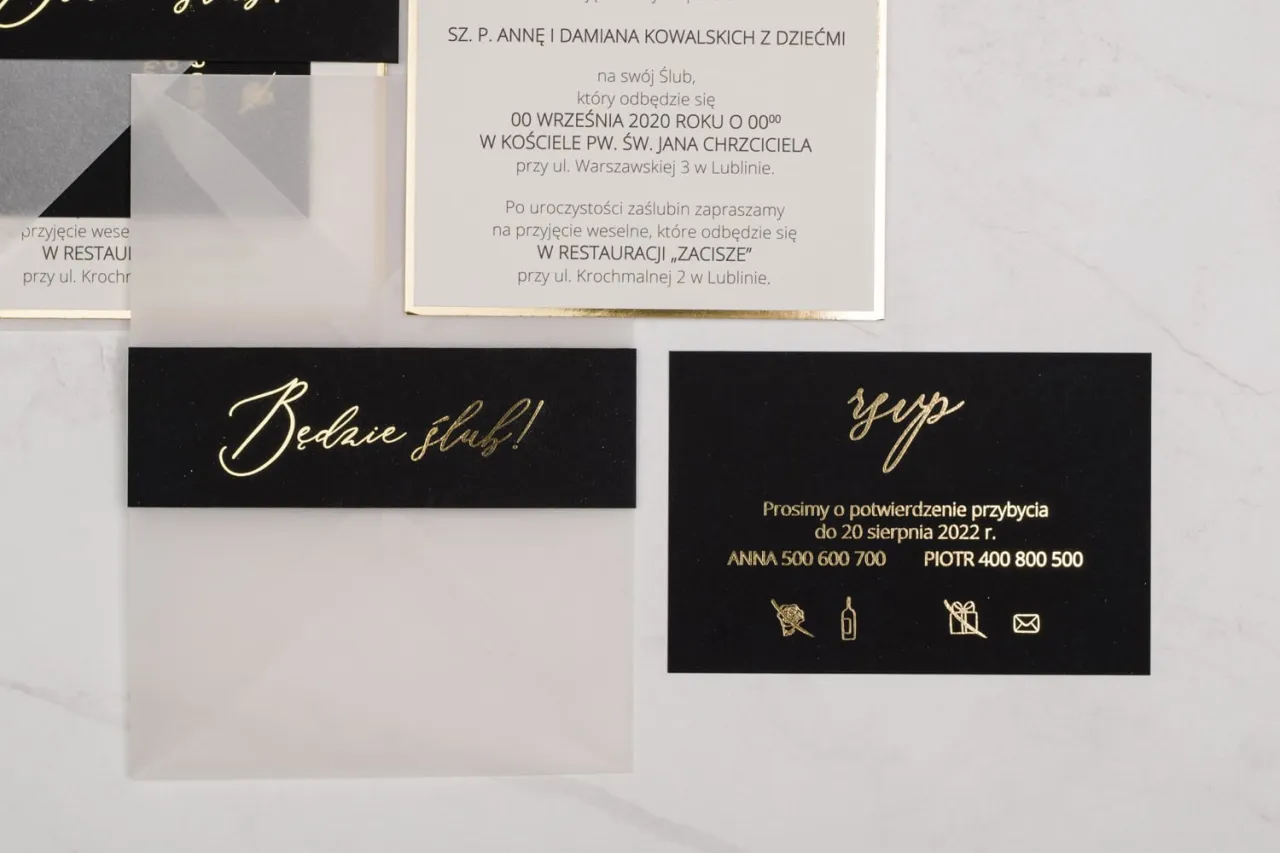 SZ. P. ANNĘ I DAMIANA KOWALSKICH Z DZIEĆMI
na swój Ślub,
który odbędzie się
00 WRZEŚNIA 2020 ROKU O 00⁰⁰
W KOŚCIELE PW. ŚW. JANA CHRZCICIELA
przy ul. Warszawskiej 3 w Lublinie.
Po uroczystości zaślubin zapraszamy
na przyjęcie weselne, które odbędzie się
W RESTAURACJI „ZACISZE”
przy ul. Krochmalnej 2 w Lublinie.
przyjęcie wese
W RESTAU
przy ul. Kroch
Będzie ślub!
rsvp
Prosimy o potwierdzenie przybycia
do 20 sierpnia 2022 r.
ANNA 500 600 700 PIOTR 400 800 500